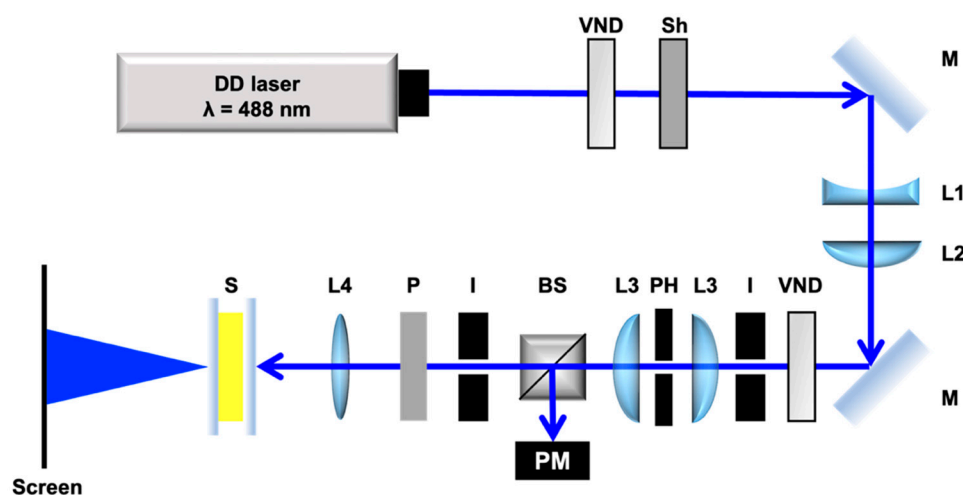 VND
Sh
M
DD laser
λ = 488 nm
L1
L2
S
L4
P
I
BS
L3
PH
L3
I
VND
M
PM
Screen